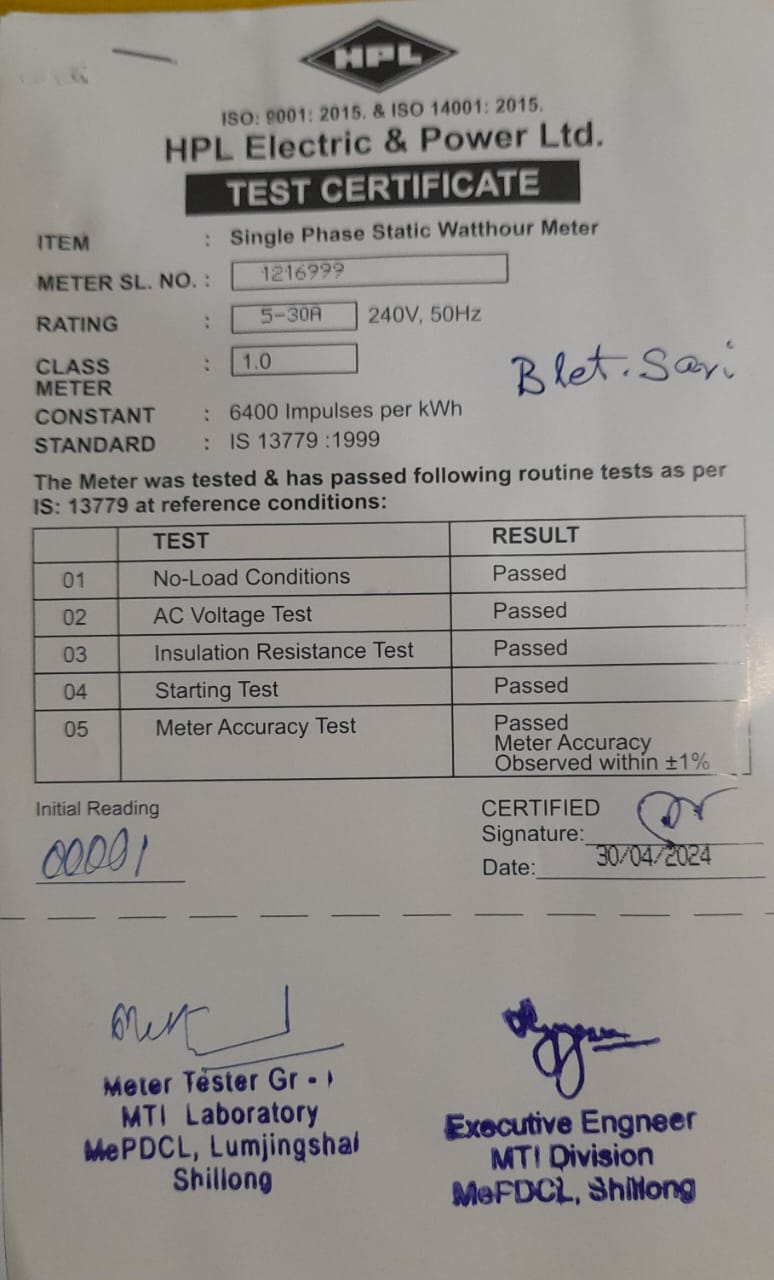 HPL
ISO: 9001: 2015. & ISO 14001: 2015.
HPL Electric & Power Ltd.
TEST CERTIFICATE
ITEM : Single Phase Static Watthour Meter
METER SL. NO. : 1216999
RATING : 5-30A 240V, 50Hz
CLASS : 1.0
METER
CONSTANT : 6400 Impulses per kWh
STANDARD : IS 13779 :1999
Blet. Sari
The Meter was tested & has passed following routine tests as per
IS: 13779 at reference conditions:
TEST RESULT
01 No-Load Conditions Passed
02 AC Voltage Test Passed
03 Insulation Resistance Test Passed
04 Starting Test Passed
05 Meter Accuracy Test Passed
Meter Accuracy
Observed within ±1%
Initial Reading
00001
CERTIFIED
Signature:
Date: 30/04/2024
Meter Tester Gr - I
MTI Laboratory
MePDCL, Lumjingshai
Shillong
Executive Engneer
MTI Division
MePDCL, Shillong